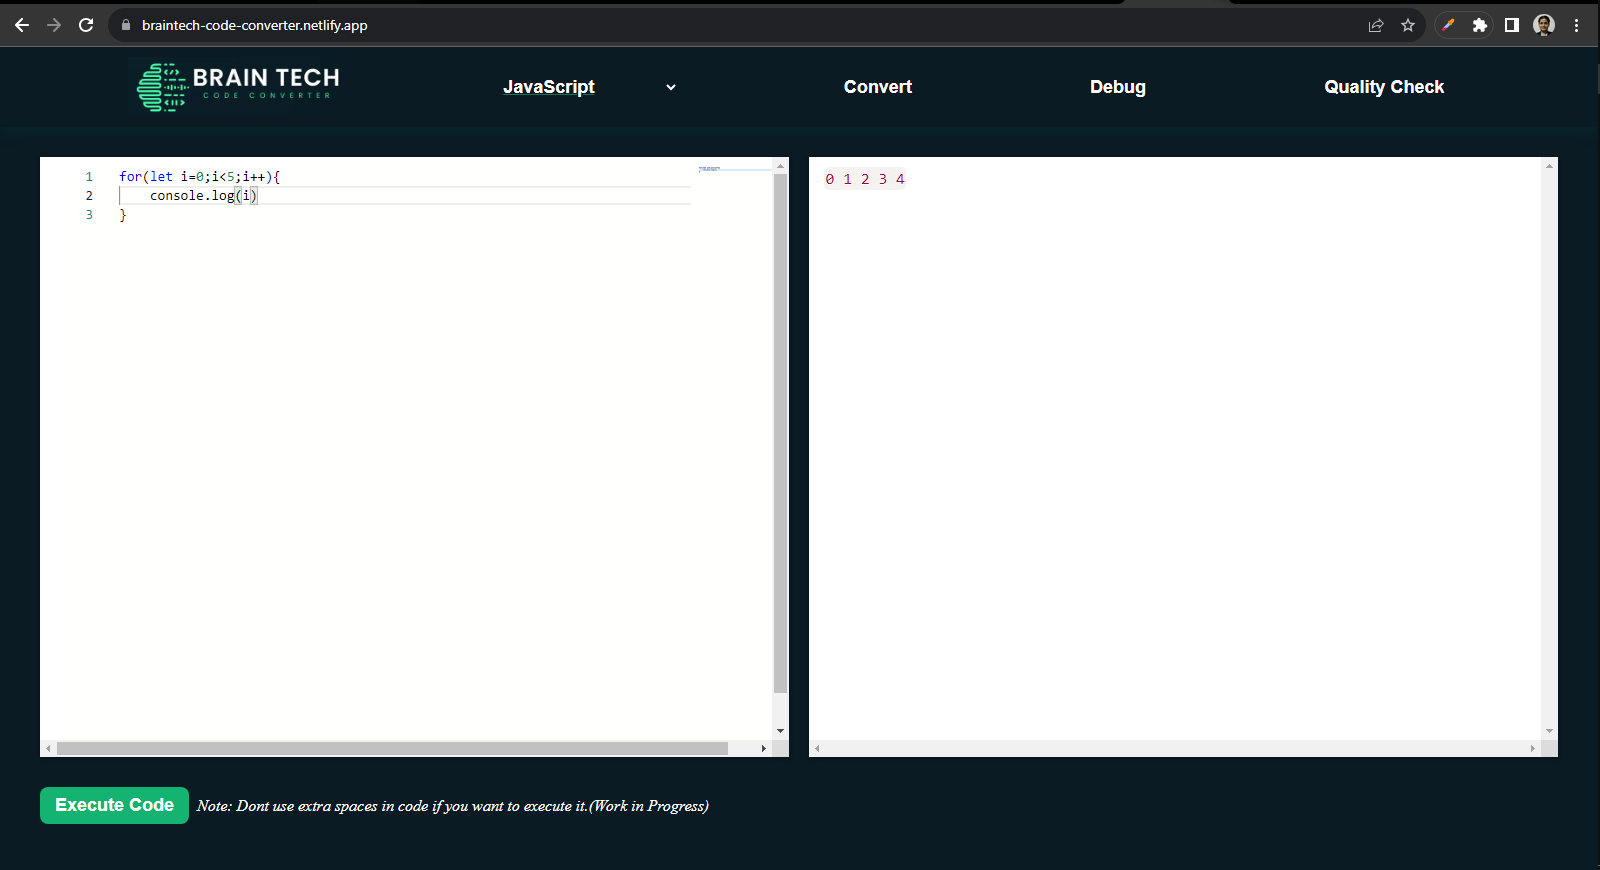 braintech-code-converter.netlify.app
BRAIN TECH
CODE CONVERTER
JavaScript
Convert
Debug
Quality Check
1 for(let i=0;i<5;i++){
2     console.log(i)
3 }
0 1 2 3 4
Execute Code
Note: Dont use extra spaces in code if you want to execute it.(Work in Progress)